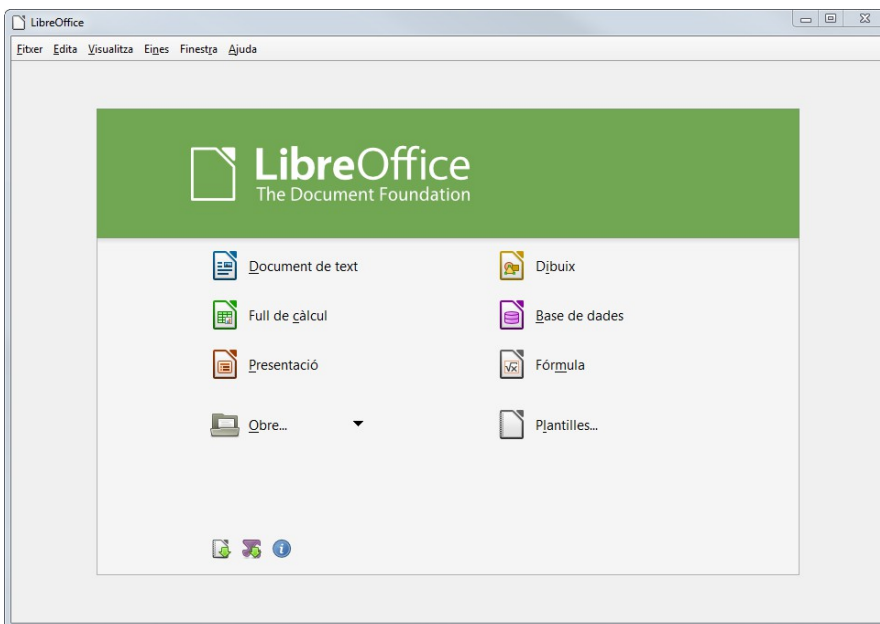 LibreOffice
Fitxer Edita Visualitza Eines Finestra Ajuda
LibreOffice
The Document Foundation
Document de text
Dibuix
Full de càlcul
Base de dades
Presentació
Fórmula
Obre...
Plantilles...